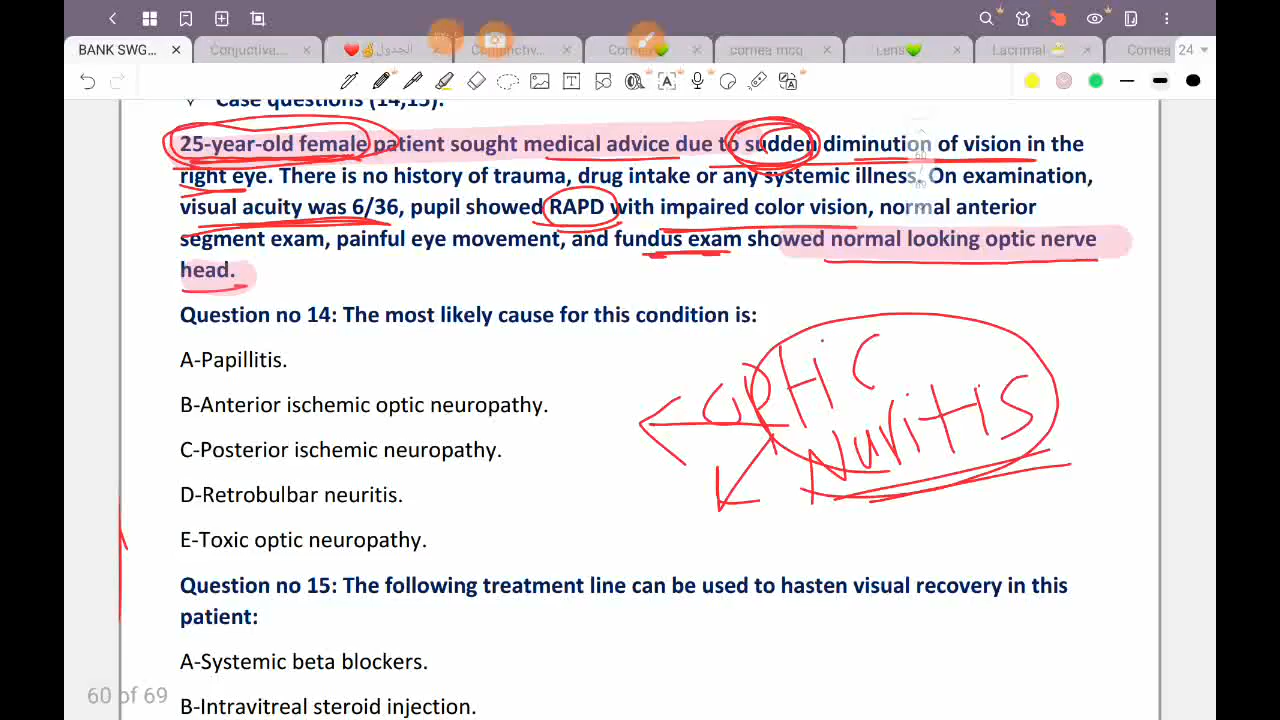 BANK SWG...
Conjuctive...
الجدول
Conjunctiv...
Cornea
cornea mcq
Lens
Lacrimal
Cornea
24
Case questions (14,15):
25-year-old female patient sought medical advice due to sudden diminution of vision in the
right eye. There is no history of trauma, drug intake or any systemic illness. On examination,
visual acuity was 6/36, pupil showed RAPD with impaired color vision, normal anterior
segment exam, painful eye movement, and fundus exam showed normal looking optic nerve
head.
Question no 14: The most likely cause for this condition is:
A-Papillitis.
B-Anterior ischemic optic neuropathy.
C-Posterior ischemic neuropathy.
D-Retrobulbar neuritis.
E-Toxic optic neuropathy.
OPtiC
NuritiS
Question no 15: The following treatment line can be used to hasten visual recovery in this
patient:
A-Systemic beta blockers.
B-Intravitreal steroid injection.
60 of 69